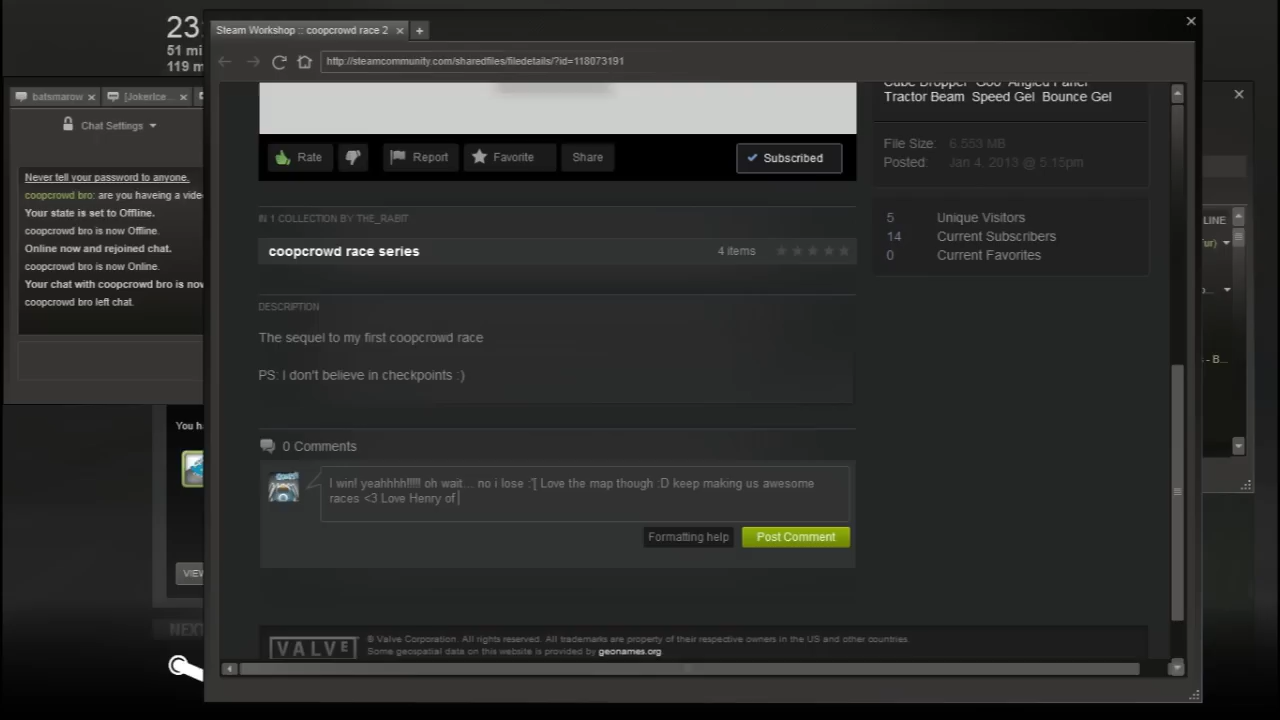 23
51 mi
119 m
Steam Workshop :: coopcrowd race 2
http://steamcommunity.com/sharedfiles/filedetails/?id=118073191
batsmarow
[JokerIce...
Chat Settings
Never tell your password to anyone.
coopcrowd bro: are you haveing a vide
Your state is set to Offline.
coopcrowd bro is now Offline.
Online now and rejoined chat.
coopcrowd bro is now Online.
Your chat with coopcrowd bro is now
coopcrowd bro left chat.
You ha
VIEW
NEXT
Rate
Report
Favorite
Share
Subscribed
IN 1 COLLECTION BY THE_RABIT
coopcrowd race series
4 items
DESCRIPTION
The sequel to my first coopcrowd race
PS: I don't believe in checkpoints :)
0 Comments
I win! yeahhhh!!!!! oh wait... no i lose :'[ Love the map though :D keep making us awesome
races <3 Love Henry of
Formatting help
Post Comment
VALVE
© Valve Corporation. All rights reserved. All trademarks are property of their respective owners in the US and other countries.
Some geospatial data on this website is provided by geonames.org
Cube Dropper Goo Angled Panel
Tractor Beam Speed Gel Bounce Gel
File Size: 6.553 MB
Posted: Jan 4, 2013 @ 5:15pm
5 Unique Visitors
14 Current Subscribers
0 Current Favorites
LINE
- B...